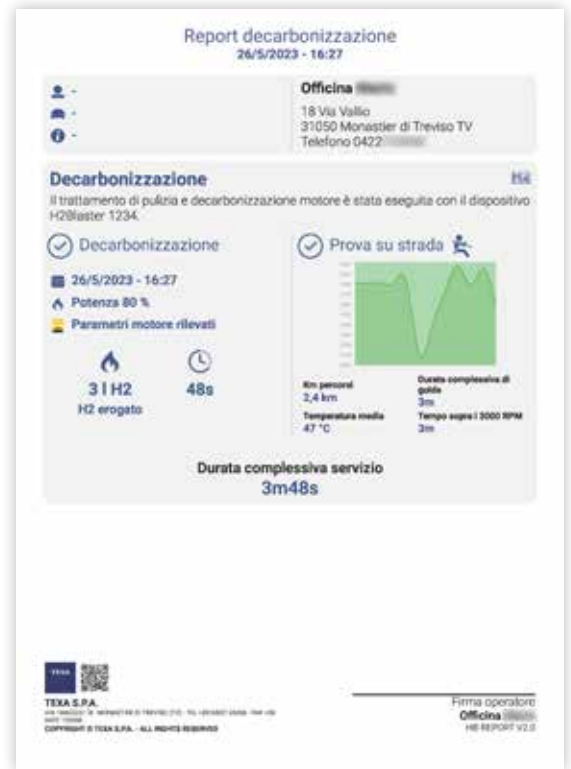 Report decarbonizzazione
26/5/2023 - 16:27
-
-
-
Officina
18 Via Vallio
31050 Monastier di Treviso TV
Telefono 0422
Decarbonizzazione
Il trattamento di pulizia e decarbonizzazione motore è stata eseguita con il dispositivo
H2Blaster 1234.
Decarbonizzazione
26/5/2023 - 16:27
Potenza 80 %
Parametri motore rilevati
3 l H2
H2 erogato
48s
Prova su strada
Km percorsi
2,4 km
Durata complessiva di
guida
3m
Temperatura media
47 °C
Tempo sopra i 3000 RPM
3m
Durata complessiva servizio
3m48s
TEXA
TEXA S.P.A.
COPYRIGHT © TEXA S.P.A. - ALL RIGHTS RESERVED
Firma operatore
Officina
HB REPORT V2.0